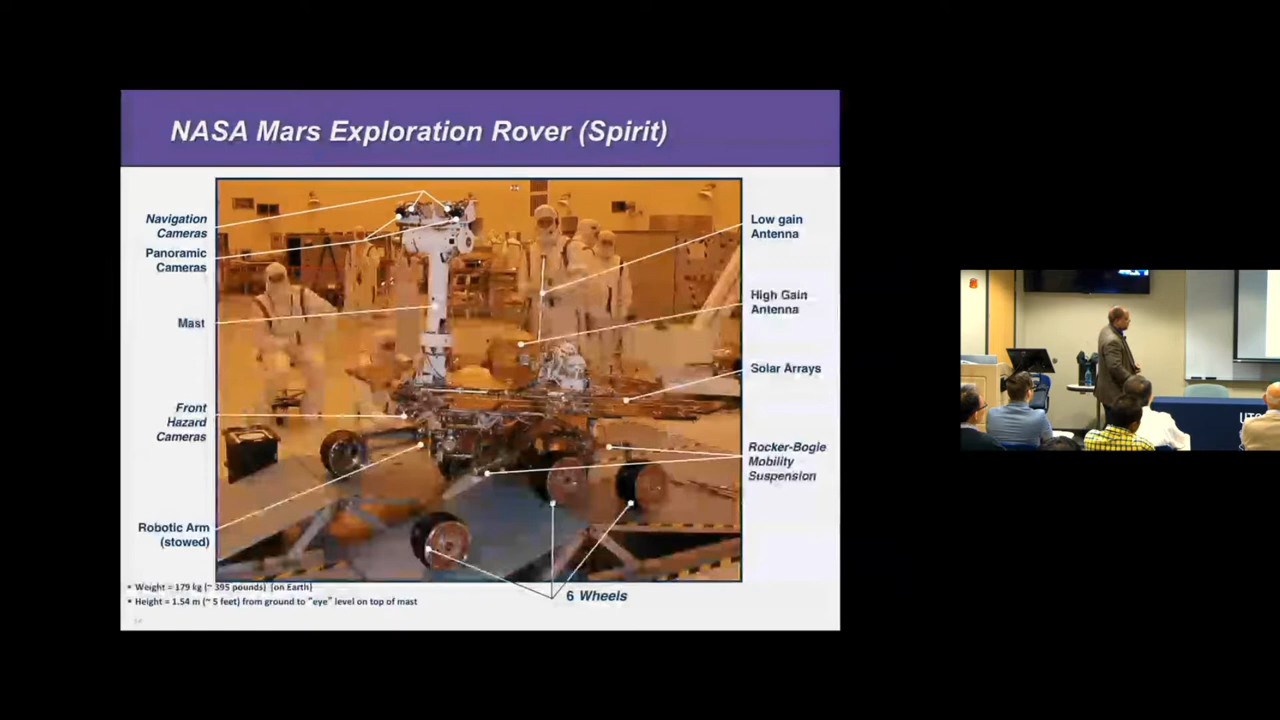 NASA Mars Exploration Rover (Spirit)
Navigation
Cameras
Panoramic
Cameras
Mast
Front
Hazard
Cameras
Robotic Arm
(stowed)
Low gain
Antenna
High Gain
Antenna
Solar Arrays
Rocker-Bogie
Mobility
Suspension
6 Wheels
• Weight = 179 kg (~ 395 pounds) [on Earth]
• Height = 1.54 m (~ 5 feet) from ground to "eye" level on top of mast